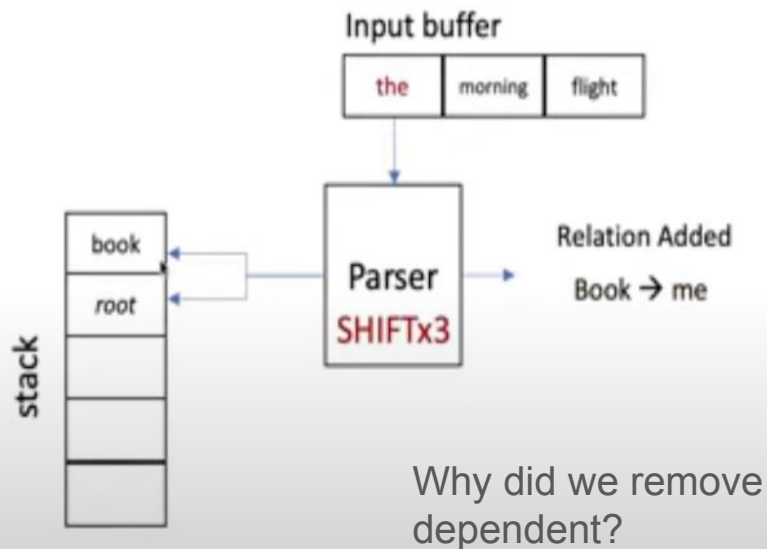 Input buffer
the morning flight
book
root
stack
Parser
SHIFTx3
Relation Added
Book → me
Why did we remove
dependent?